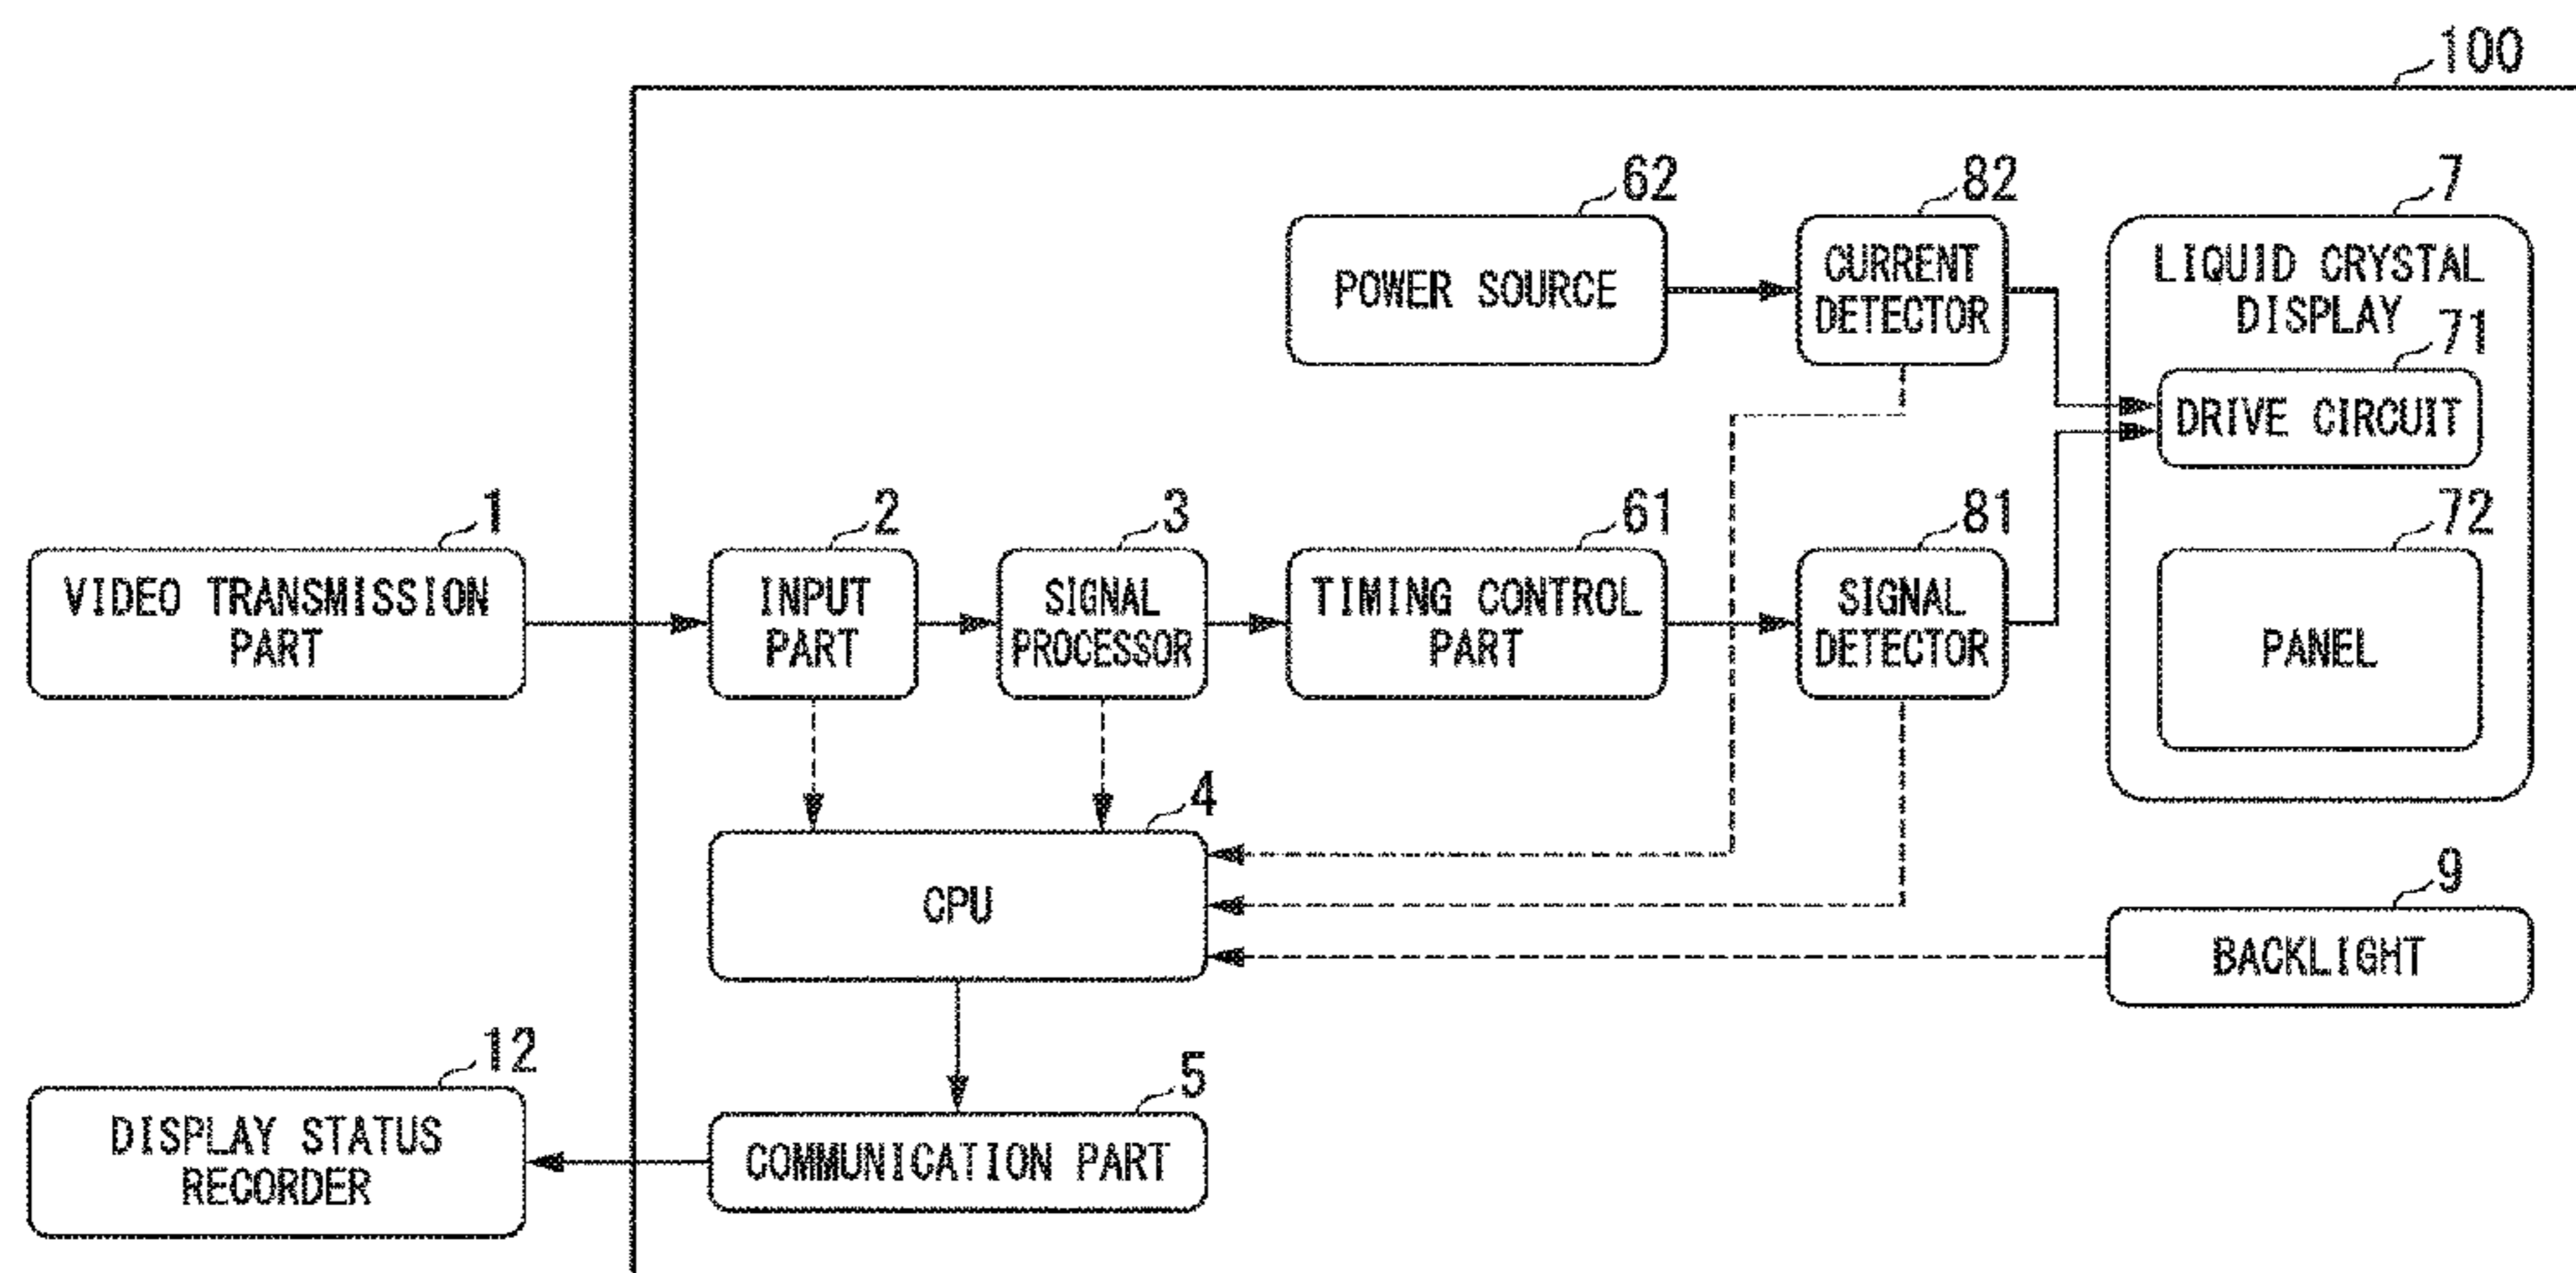 100
62
82
7
POWER SOURCE
CURRENT
DETECTOR
LIQUID CRYSTAL
DISPLAY
71
DRIVE CIRCUIT
1
2
3
61
81
72
VIDEO TRANSMISSION
PART
INPUT
PART
SIGNAL
PROCESSOR
TIMING CONTROL
PART
SIGNAL
DETECTOR
PANEL
4
CPU
9
BACKLIGHT
12
5
DISPLAY STATUS
RECORDER
COMMUNICATION PART